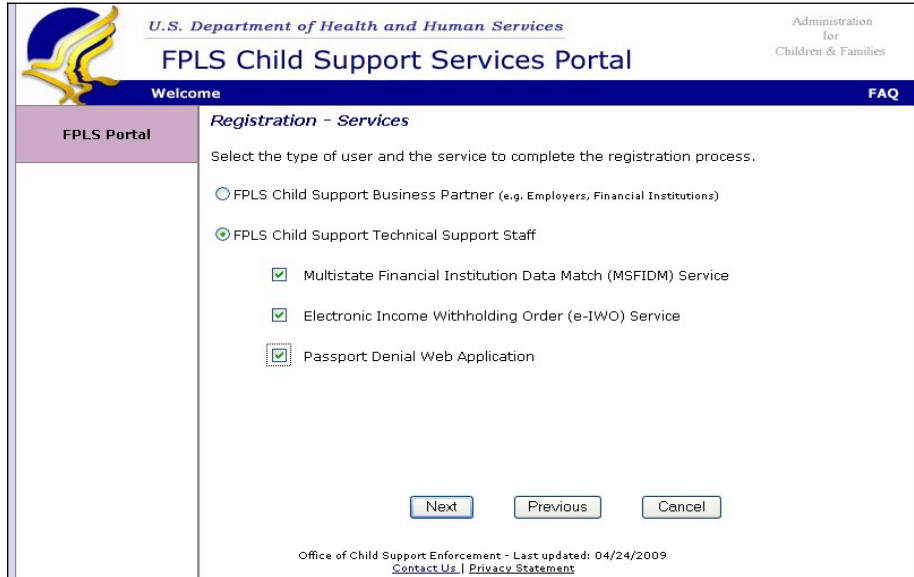 U.S. Department of Health and Human Services
FPLS Child Support Services Portal
Administration
for
Children & Families
Welcome
FAQ
FPLS Portal
Registration - Services
Select the type of user and the service to complete the registration process.
FPLS Child Support Business Partner (e.g. Employers, Financial Institutions)
FPLS Child Support Technical Support Staff
Multistate Financial Institution Data Match (MSFIDM) Service
Electronic Income Withholding Order (e-IWO) Service
Passport Denial Web Application
Next
Previous
Cancel
Office of Child Support Enforcement - Last updated: 04/24/2009
Contact Us | Privacy Statement